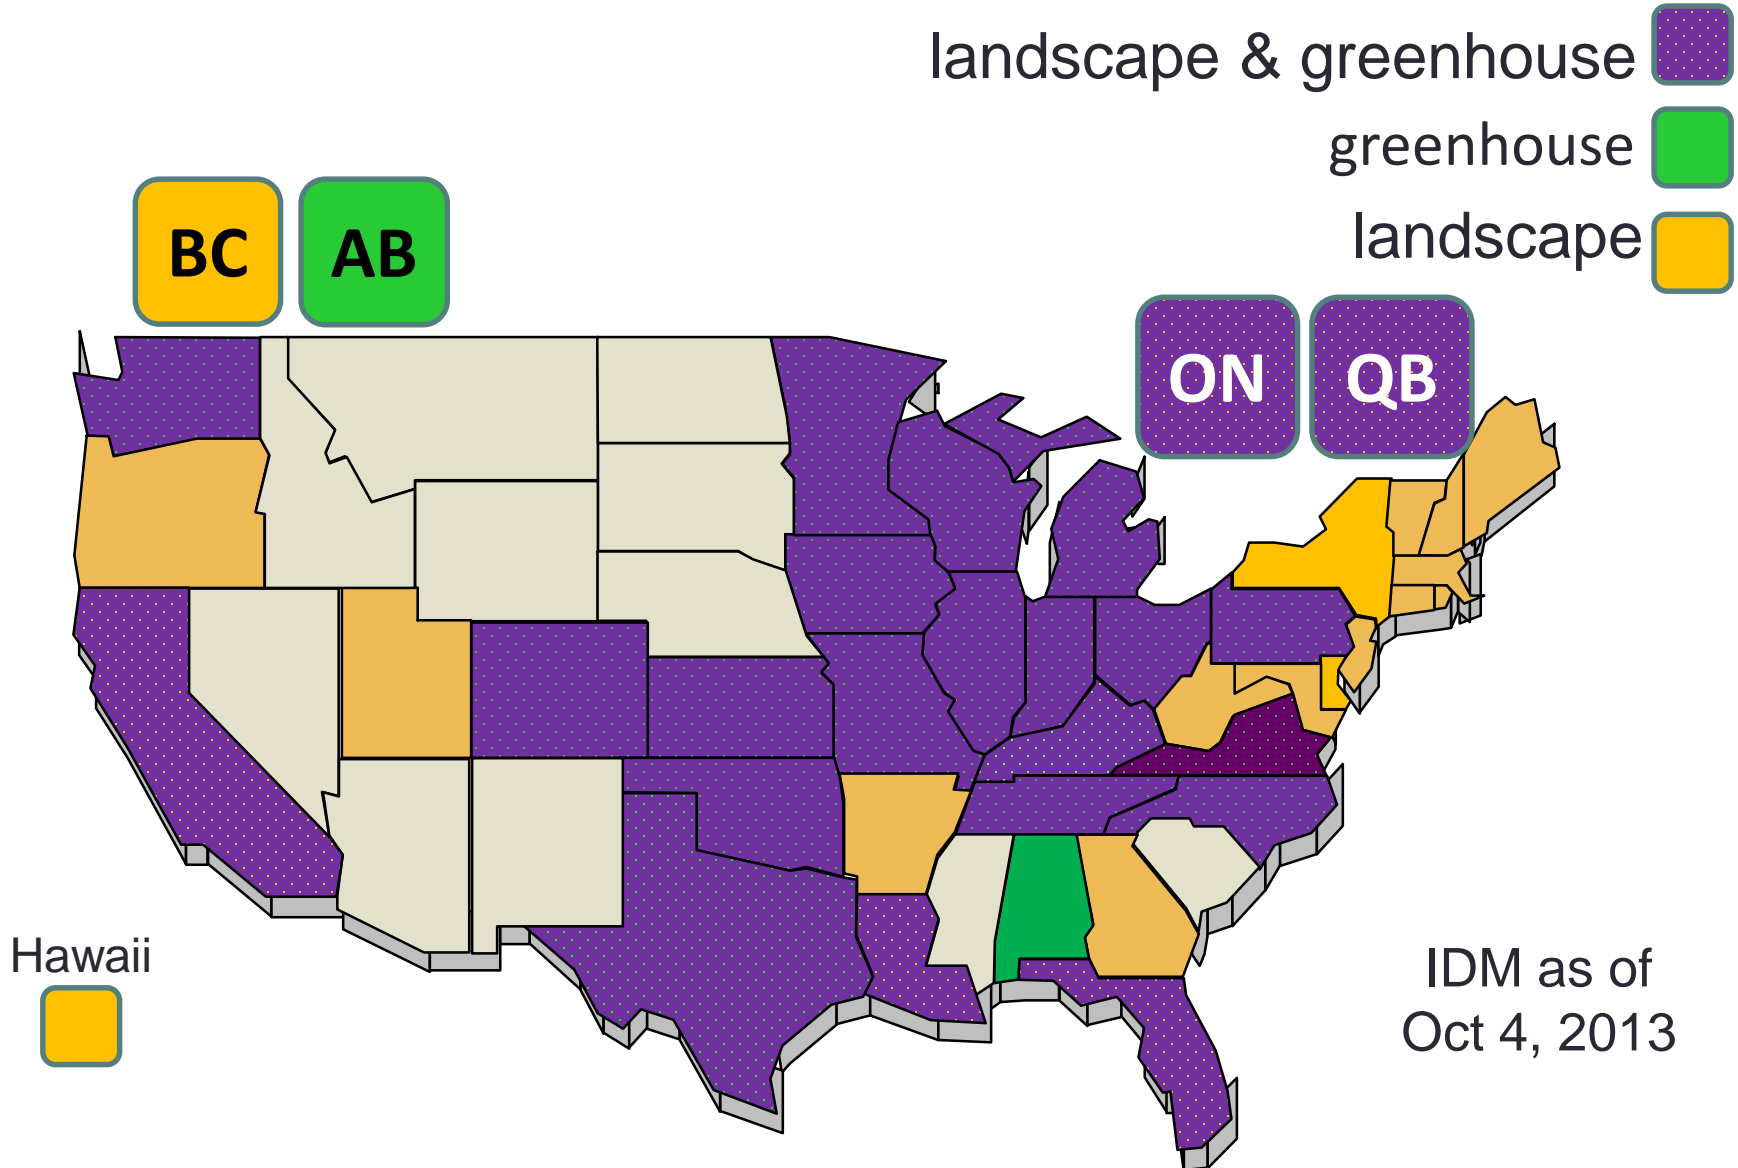 landscape & greenhouse
greenhouse
landscape
BC
AB
ON
QB
Hawaii
IDM as of
Oct 4, 2013